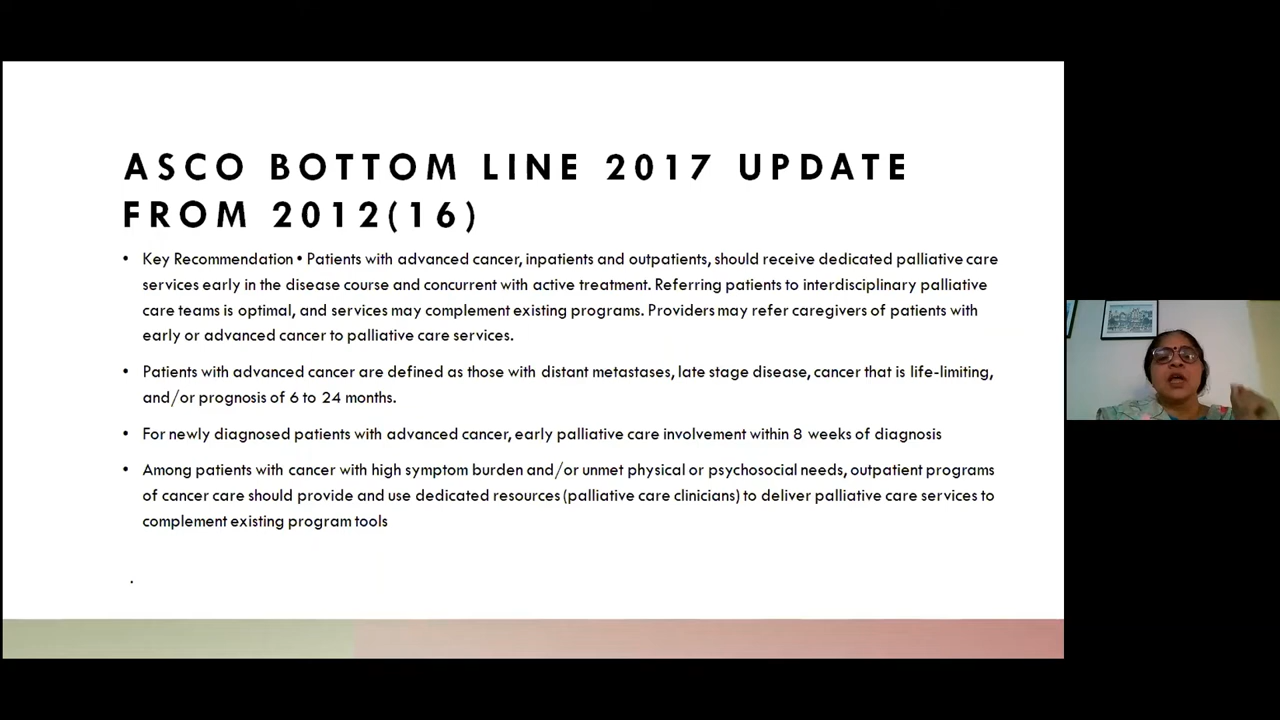 ASCO BOTTOM LINE 2017 UPDATE
FROM 2012(16)
• Key Recommendation • Patients with advanced cancer, inpatients and outpatients, should receive dedicated palliative care
services early in the disease course and concurrent with active treatment. Referring patients to interdisciplinary palliative
care teams is optimal, and services may complement existing programs. Providers may refer caregivers of patients with
early or advanced cancer to palliative care services.
• Patients with advanced cancer are defined as those with distant metastases, late stage disease, cancer that is life-limiting,
and/or prognosis of 6 to 24 months.
• For newly diagnosed patients with advanced cancer, early palliative care involvement within 8 weeks of diagnosis
• Among patients with cancer with high symptom burden and/or unmet physical or psychosocial needs, outpatient programs
of cancer care should provide and use dedicated resources (palliative care clinicians) to deliver palliative care services to
complement existing program tools
.